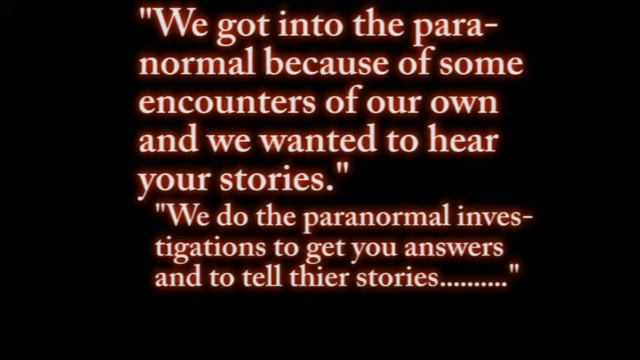 "We got into the para-
normal because of some
encounters of our own
and we wanted to hear
your stories."
"We do the paranormal inves-
tigations to get you answers
and to tell thier stories.........."